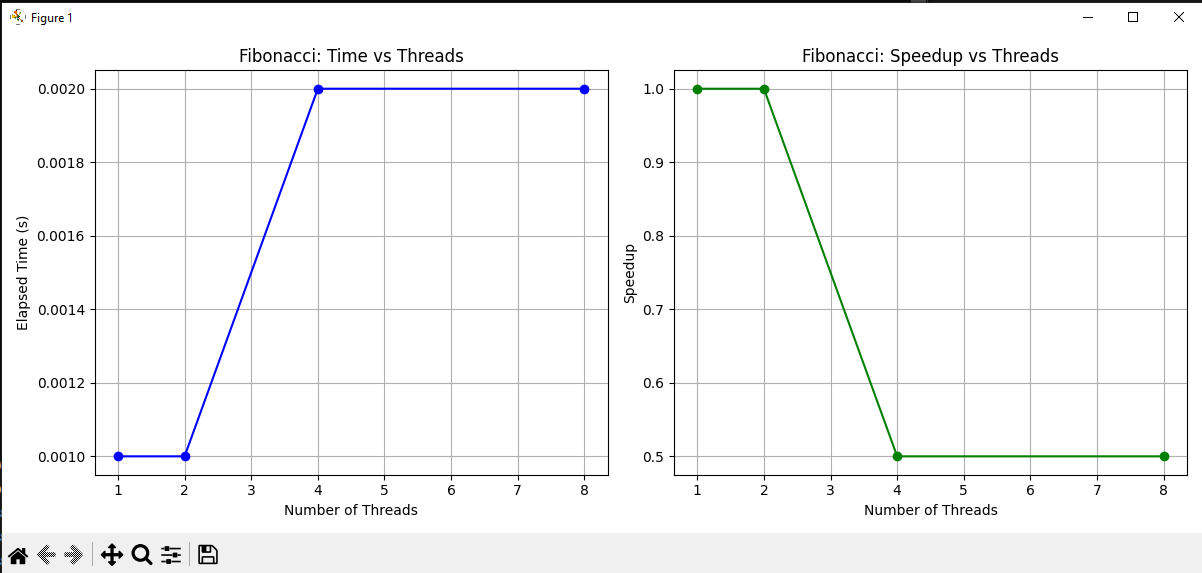 Figure 1
Fibonacci: Time vs Threads
Elapsed Time (s)
0.0020
0.0018
0.0016
0.0014
0.0012
0.0010
1 2 3 4 5 6 7 8
Number of Threads
Fibonacci: Speedup vs Threads
Speedup
1.0
0.9
0.8
0.7
0.6
0.5
1 2 3 4 5 6 7 8
Number of Threads